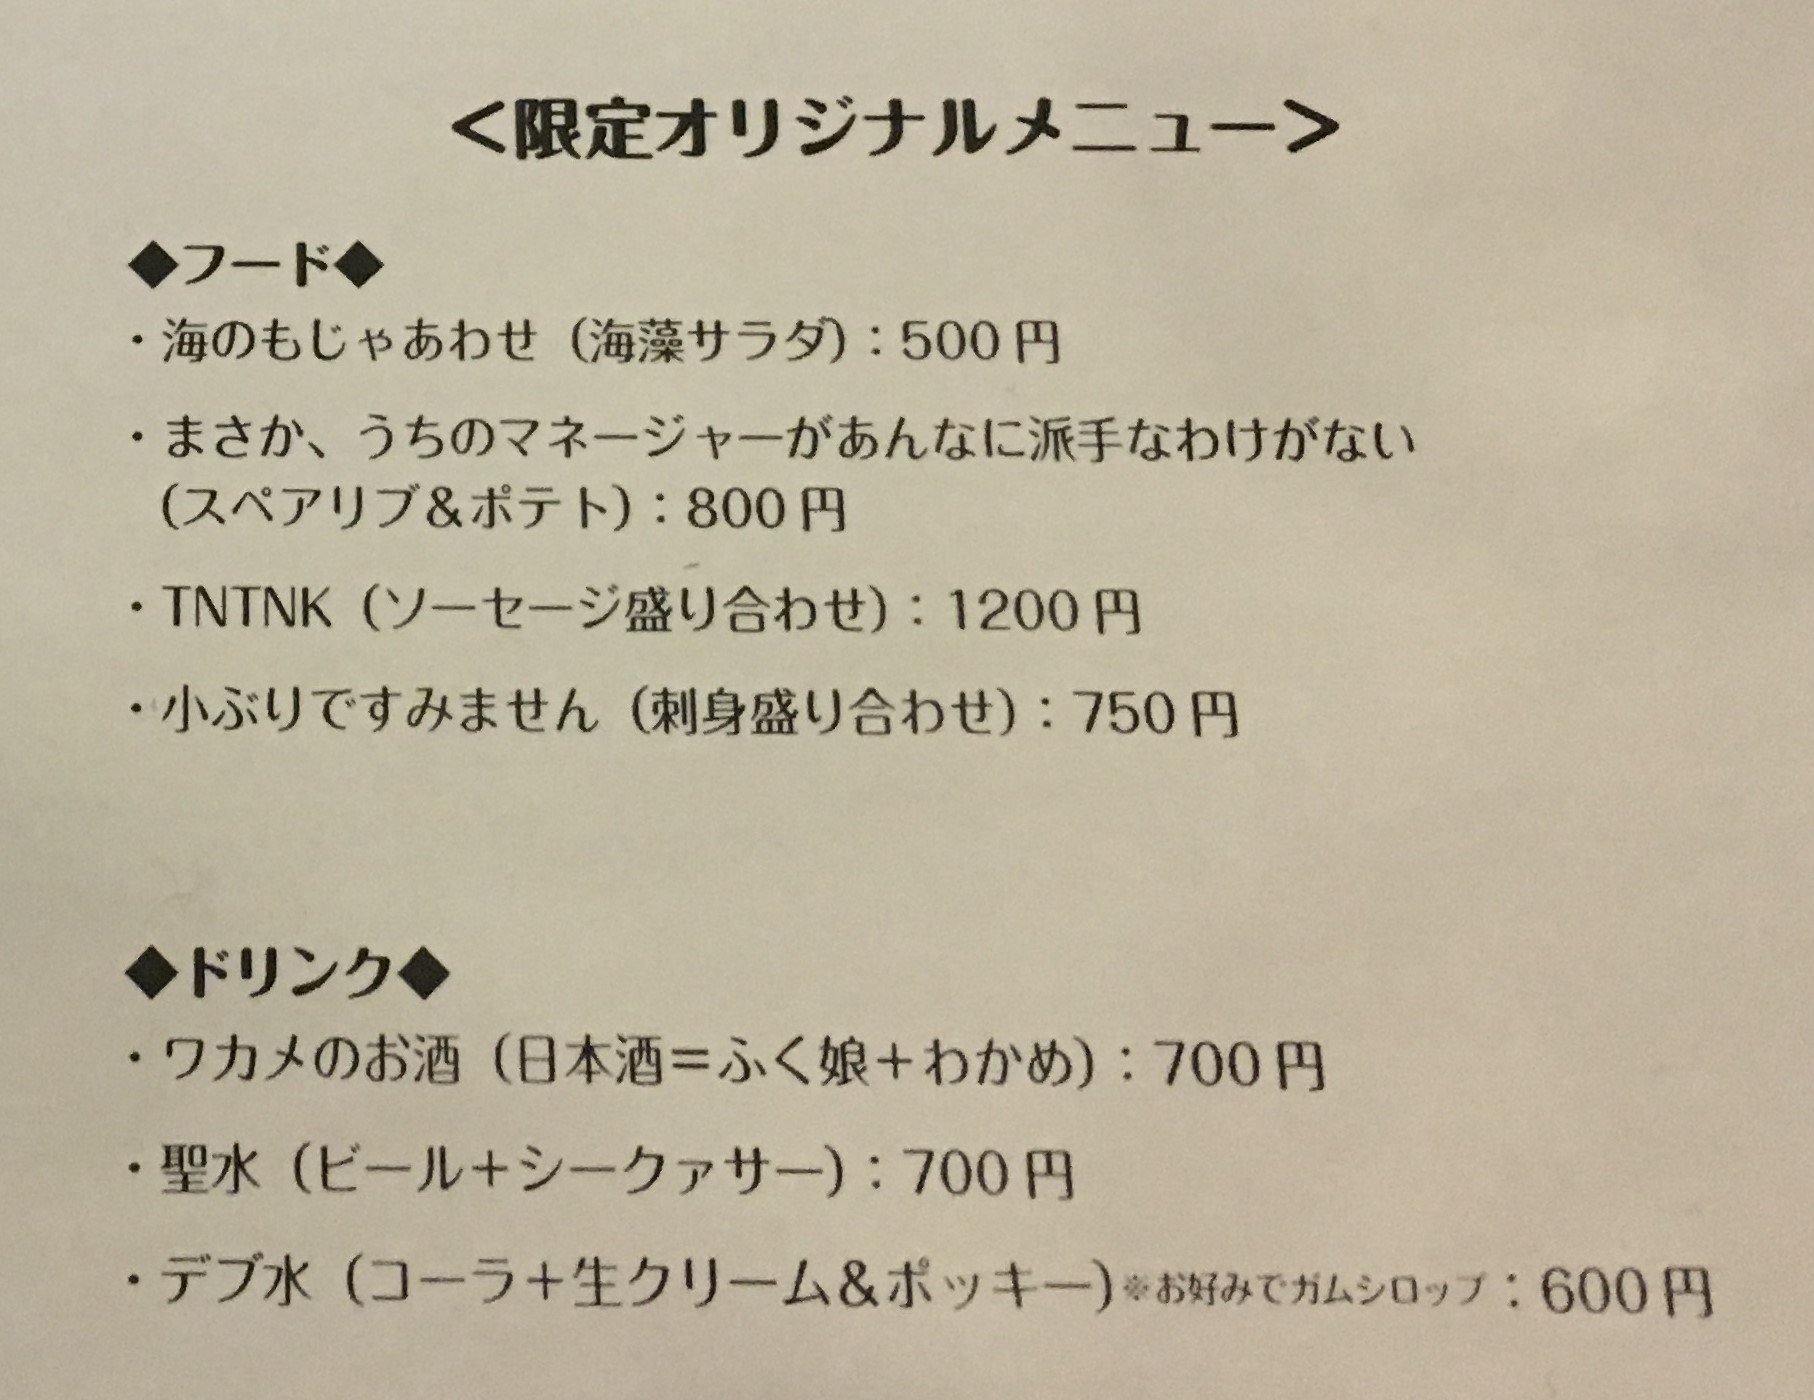 ＜限定オリジナルメニュー＞
◆フード◆
・海のもじゃあわせ（海藻サラダ）：500円
・まさか、うちのマネージャーがあんなに派手なわけがない
（スペアリブ＆ポテト）：800円
・TNTNK（ソーセージ盛り合わせ）：1200円
・小ぶりですみません（刺身盛り合わせ）：750円
◆ドリンク◆
・ワカメのお酒（日本酒＝ふく娘＋わかめ）：700円
・聖水（ビール＋シークァサー）：700円
・デブ水（コーラ＋生クリーム＆ポッキー）※お好みでガムシロップ：600円